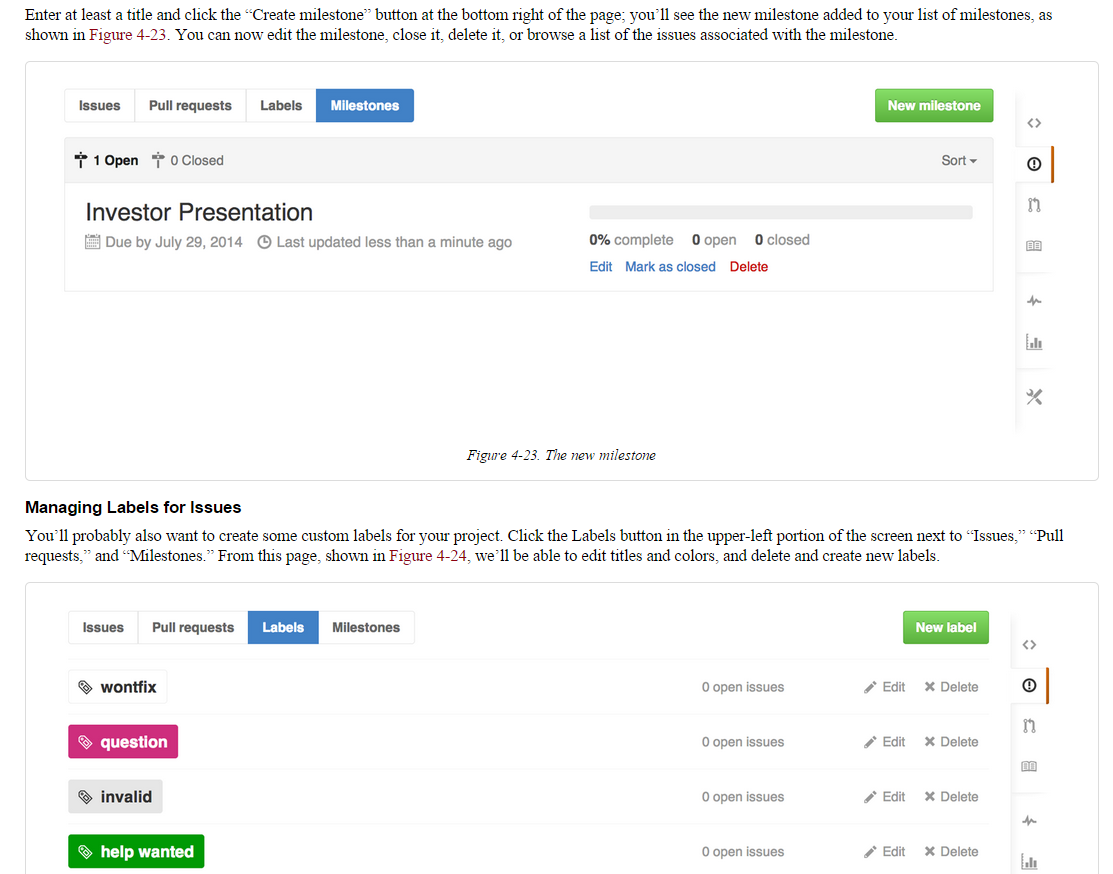 Enter at least a title and click the “Create milestone” button at the bottom right of the page; you’ll see the new milestone added to your list of milestones, as
shown in Figure 4-23. You can now edit the milestone, close it, delete it, or browse a list of the issues associated with the milestone.
Issues Pull requests Labels Milestones New milestone
1 Open 0 Closed Sort
Investor Presentation
Due by July 29, 2014 Last updated less than a minute ago
0% complete 0 open 0 closed
Edit Mark as closed Delete
Figure 4-23. The new milestone
Managing Labels for Issues
You’ll probably also want to create some custom labels for your project. Click the Labels button in the upper-left portion of the screen next to “Issues,” “Pull
requests,” and “Milestones.” From this page, shown in Figure 4-24, we’ll be able to edit titles and colors, and delete and create new labels.
Issues Pull requests Labels Milestones New label
wontfix 0 open issues Edit Delete
question 0 open issues Edit Delete
invalid 0 open issues Edit Delete
help wanted 0 open issues Edit Delete